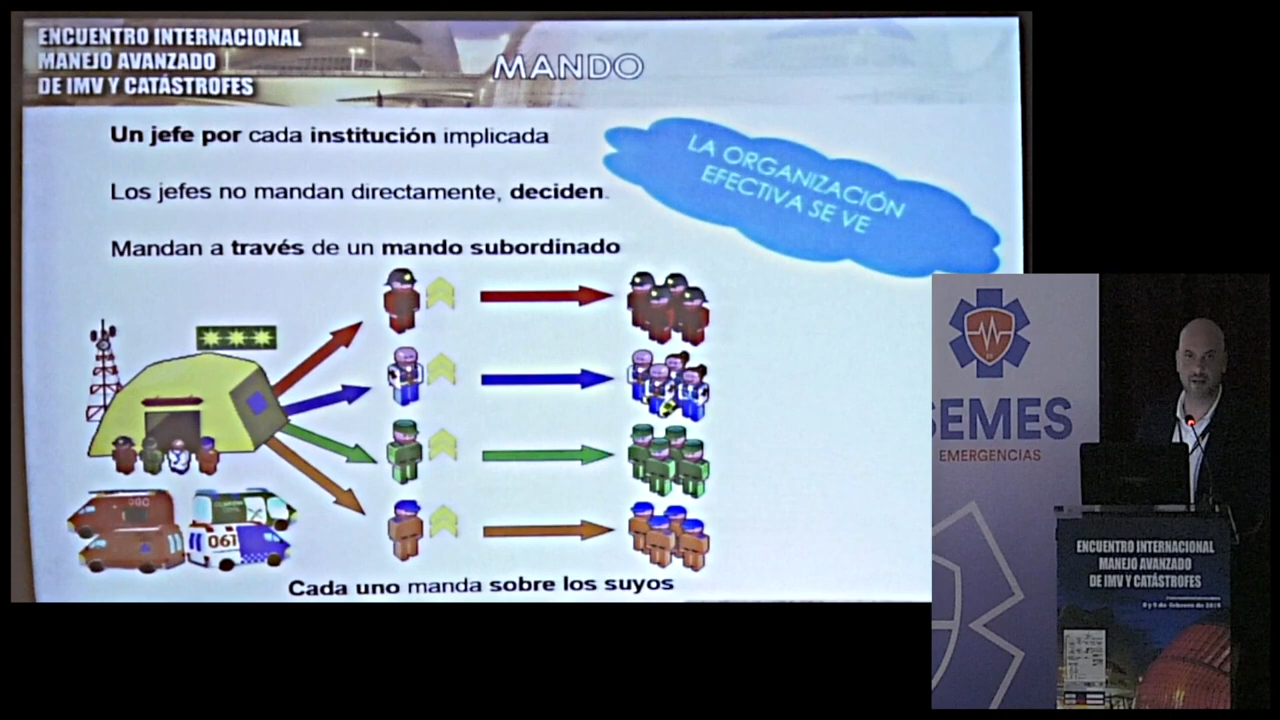 ENCUENTRO INTERNACIONAL
MANEJO AVANZADO
DE IMV Y CATÁSTROFES
MANDO
Un jefe por cada institución implicada
Los jefes no mandan directamente, deciden.
Mandan a través de un mando subordinado
LA ORGANIZACIÓN
EFECTIVA SE VE
061
Cada uno manda sobre los suyos
SEMES
EMERGENCIAS
ENCUENTRO INTERNACIONAL
MANEJO AVANZADO
DE IMV Y CATÁSTROFES